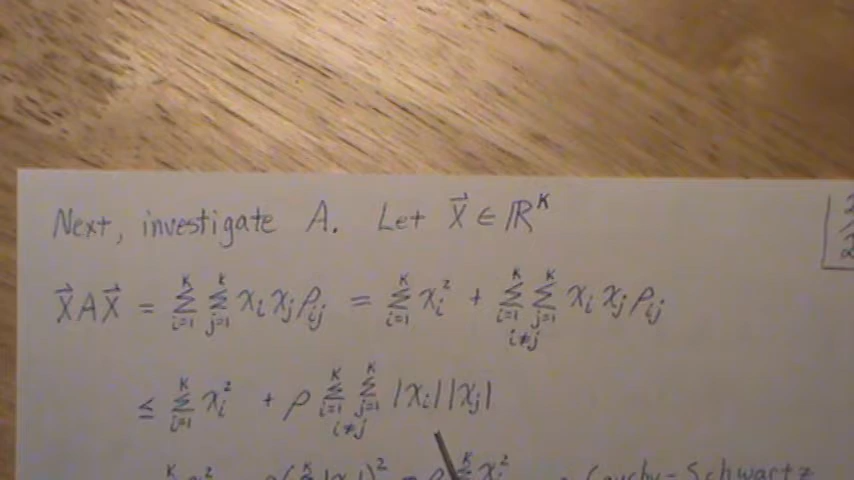 Next, investigate A. Let X⃗ ∈ ℝ^K
X⃗AX⃗ = Σ_{i=1}^{K} Σ_{j=1}^{K} x_i x_j ρ_ij = Σ_{i=1}^{K} x_i² + Σ_{i=1}^{K} Σ_{j=1}^{K} x_i x_j ρ_ij
i≠j
≤ Σ_{i=1}^{K} x_i² + ρ Σ_{i=1}^{K} Σ_{j=1}^{K} |x_i||x_j|
i≠j
Cauchy-Schwartz